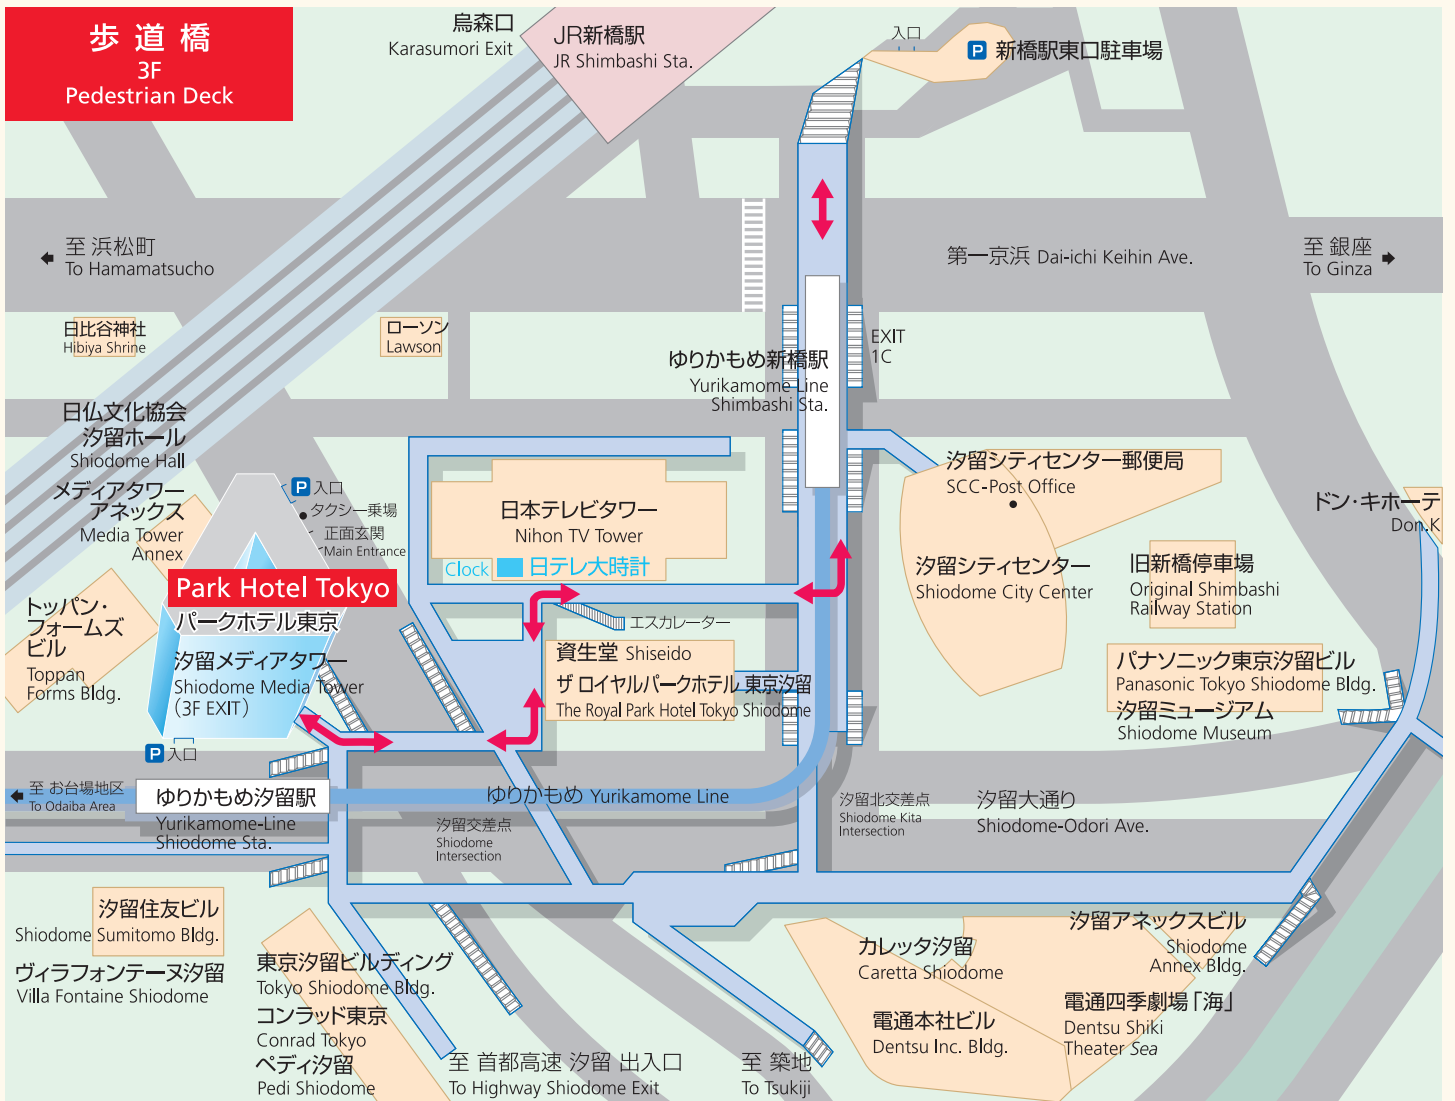 歩道橋
3F
Pedestrian Deck
烏森口
Karasumori Exit
JR新橋駅
JR Shimbashi Sta.
入口
P 新橋駅東口駐車場
至 浜松町
To Hamamatsucho
第一京浜 Dai-ichi Keihin Ave.
至 銀座
To Ginza
日比谷神社
Hibiya Shrine
ローソン
Lawson
EXIT
1C
ゆりかもめ新橋駅
Yurikamome Line
Shimbashi Sta.
日仏文化協会
汐留ホール
Shiodome Hall
メディアタワー
アネックス
Media Tower
Annex
P 入口
タクシー乗場
正面玄関
Main Entrance
日本テレビタワー
Nihon TV Tower
Clock 日テレ大時計
汐留シティセンター郵便局
SCC-Post Office
汐留シティセンター
Shiodome City Center
旧新橋停車場
Original Shimbashi
Railway Station
ドン・キホーテ
Don.K
Park Hotel Tokyo
パークホテル東京
汐留メディアタワー
Shiodome Media Tower
(3F EXIT)
トッパン・
フォームズ
ビル
Toppan
Forms Bldg.
エスカレーター
資生堂 Shiseido
ザ ロイヤルパークホテル 東京汐留
The Royal Park Hotel Tokyo Shiodome
パナソニック東京汐留ビル
Panasonic Tokyo Shiodome Bldg.
汐留ミュージアム
Shiodome Museum
P 入口
至 お台場地区
To Odaiba Area
ゆりかもめ汐留駅
Yurikamome-Line
Shiodome Sta.
ゆりかもめ Yurikamome Line
汐留交差点
Shiodome
Intersection
汐留北交差点
Shiodome Kita
Intersection
汐留大通り
Shiodome-Odori Ave.
汐留住友ビル
Shiodome Sumitomo Bldg.
ヴィラフォンテーヌ汐留
Villa Fontaine Shiodome
東京汐留ビルディング
Tokyo Shiodome Bldg.
コンラッド東京
Conrad Tokyo
ペディ汐留
Pedi Shiodome
至 首都高速 汐留 出入口
To Highway Shiodome Exit
至 築地
To Tsukiji
カレッタ汐留
Caretta Shiodome
電通本社ビル
Dentsu Inc. Bldg.
汐留アネックスビル
Shiodome
Annex Bldg.
電通四季劇場「海」
Dentsu Shiki
Theater Sea